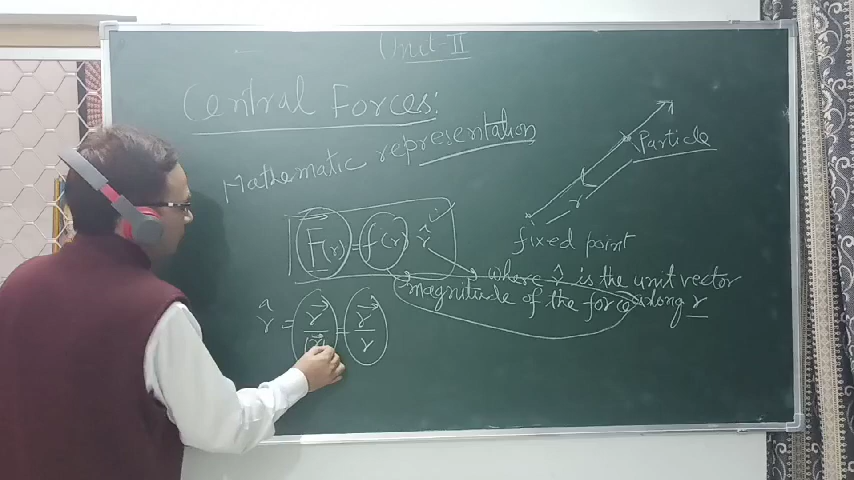 Unit-II
Central Forces:
Mathematic representation
Particle
r
fixed point
F⃗(r) = f(r) r̂
where r̂ is the unit vector
magnitude of the force along r
r̂ = r⃗/|r⃗| = r⃗/r